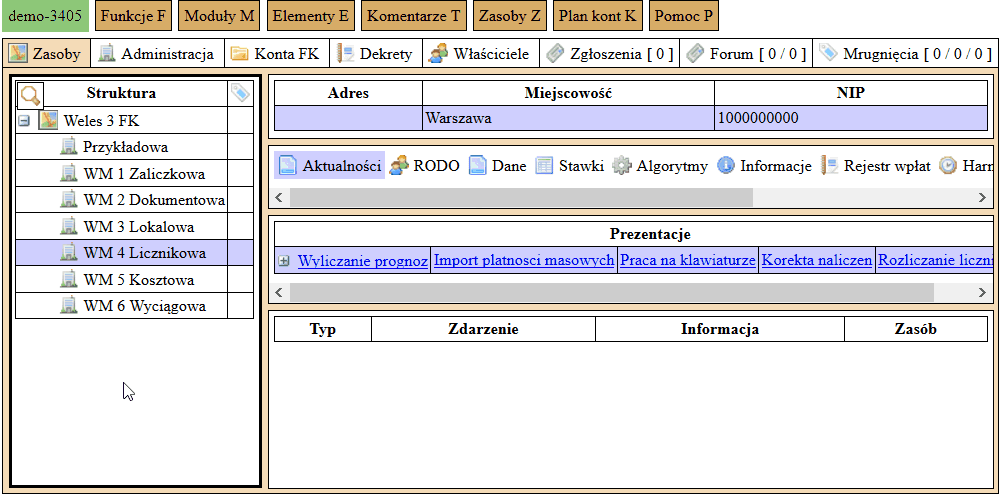 demo-3405 Funkcje F Moduły M Elementy E Komentarze T Zasoby Z Plan kont K Pomoc P
Zasoby Administracja Konta FK Dekrety Właściciele Zgłoszenia [ 0 ] Forum [ 0 / 0 ] Mrugnięcia [ 0 / 0 / 0 ]
Struktura
Weles 3 FK
Przykładowa
WM 1 Zaliczkowa
WM 2 Dokumentowa
WM 3 Lokalowa
WM 4 Licznikowa
WM 5 Kosztowa
WM 6 Wyciągowa
Adres Miejscowość NIP
Warszawa 1000000000
Aktualności RODO Dane Stawki Algorytmy Informacje Rejestr wpłat Harr
Prezentacje
Wyliczanie prognoz Import platnosci masowych Praca na klawiaturze Korekta naliczen Rozliczanie liczni
Typ Zdarzenie Informacja Zasób